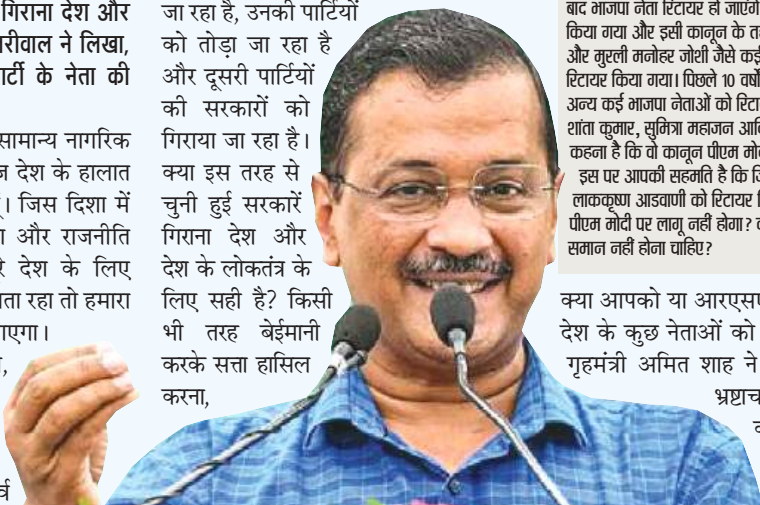 गिराना देश और
रीवाल ने लिखा,
के नेता की
सामान्य नागरिक
देश के हालात
जिस दिशा में
और राजनीति
देश के लिए
रहा तो हमारा
जा रहा है, उनकी पार्टियों
को तोड़ा जा रहा है
और दूसरी पार्टियों
की सरकारों को
गिराया जा रहा है।
क्या इस तरह से
चुनी हुई सरकारें
गिराना देश और
देश के लोकतंत्र के
लिए सही है? किसी
भी तरह बेईमानी
करके सत्ता हासिल
करना,
बाद भाजपा नेता रिटायर हो जाएंगे
किया गया और इसी कानून के त
और मुरली मनोहर जोशी जैसे कई
रिटायर किया गया। पिछले 10 वर्षों
अन्य कई भाजपा नेताओं को रिटा
शांता कुमार, सुमित्रा महाजन आदि
कहना है कि वो कानून पीएम मो
इस पर आपकी सहमति है कि जि
लाककृष्ण आडवाणी को रिटायर
पीएम मोदी पर लागू नहीं होगा?
समान नहीं होना चाहिए?
क्या आपको या आरएसए
देश के कुछ नेताओं को
गृहमंत्री अमित शाह ने
भ्रष्टाच